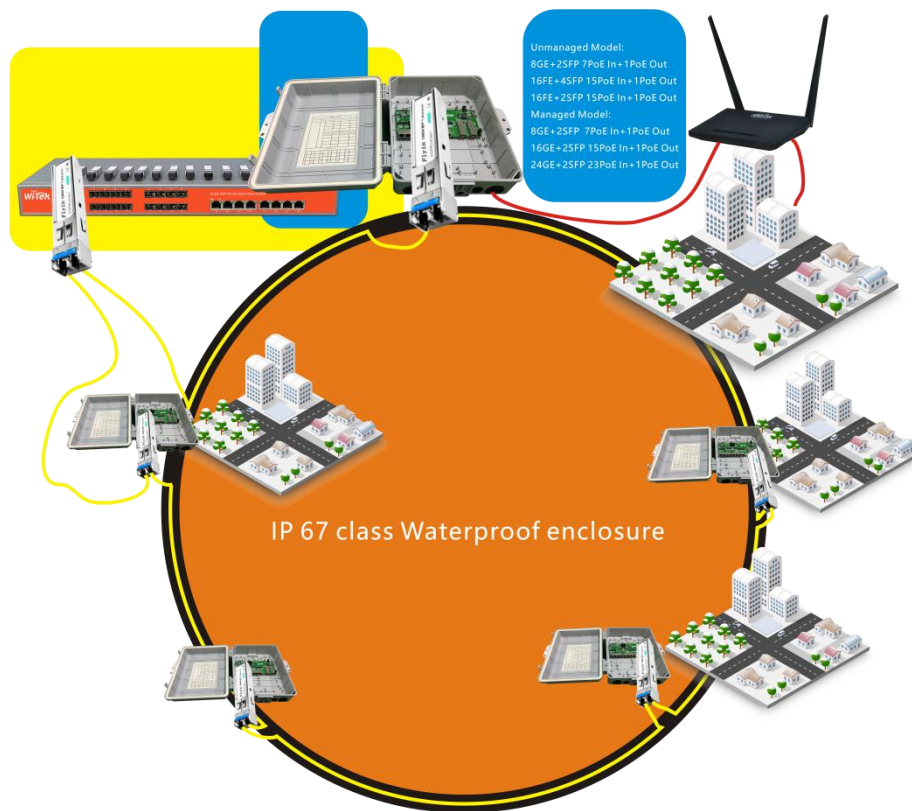 Unmanaged Model:
8GE+2SFP 7PoE In+1PoE Out
16FE+4SFP 15PoE In+1PoE Out
16FE+2SFP 15PoE In+1PoE Out
Managed Model:
8GE+2SFP 7PoE In+1PoE Out
16GE+2SFP 15PoE In+1PoE Out
24GE+2SFP 23PoE In+1PoE Out
Wi-Tek
IP 67 class Waterproof enclosure